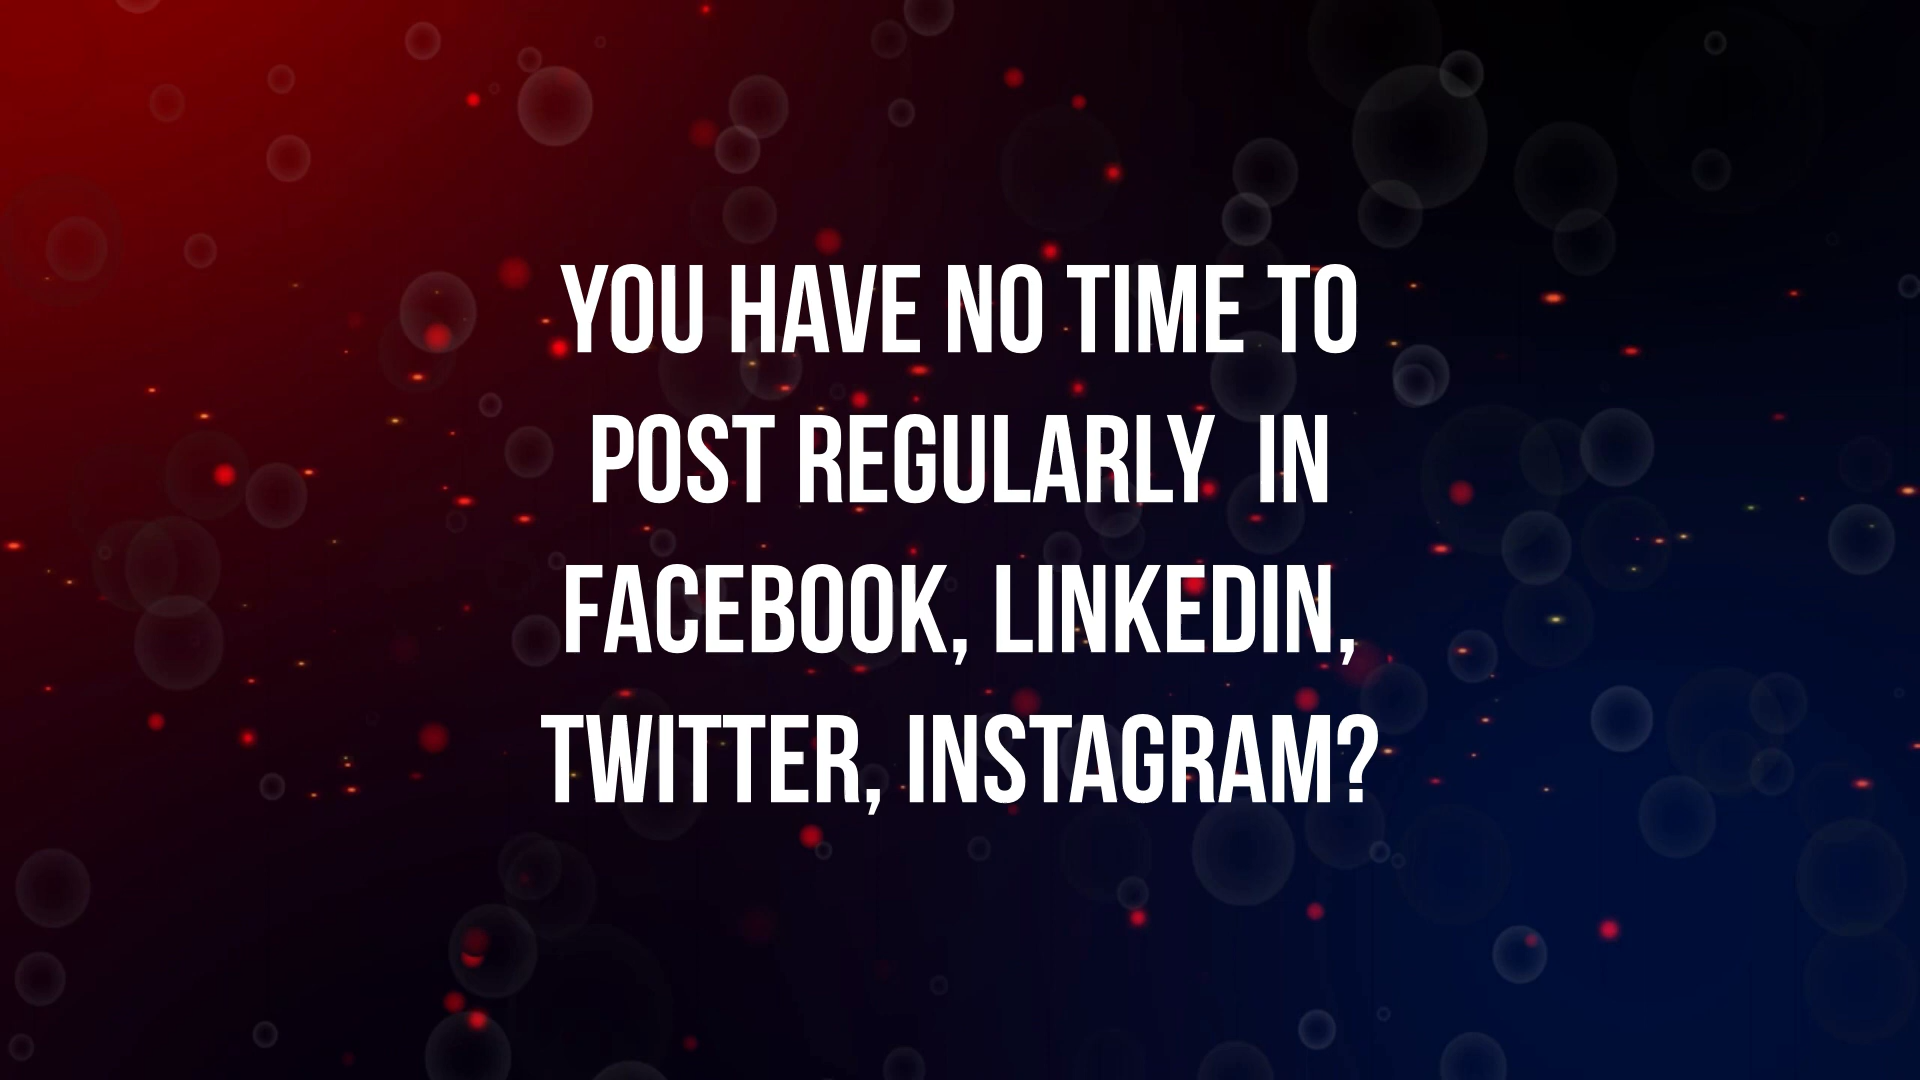 YOU HAVE NO TIME TO
POST REGULARLY  IN
FACEBOOK, LINKEDIN,
TWITTER, INSTAGRAM?